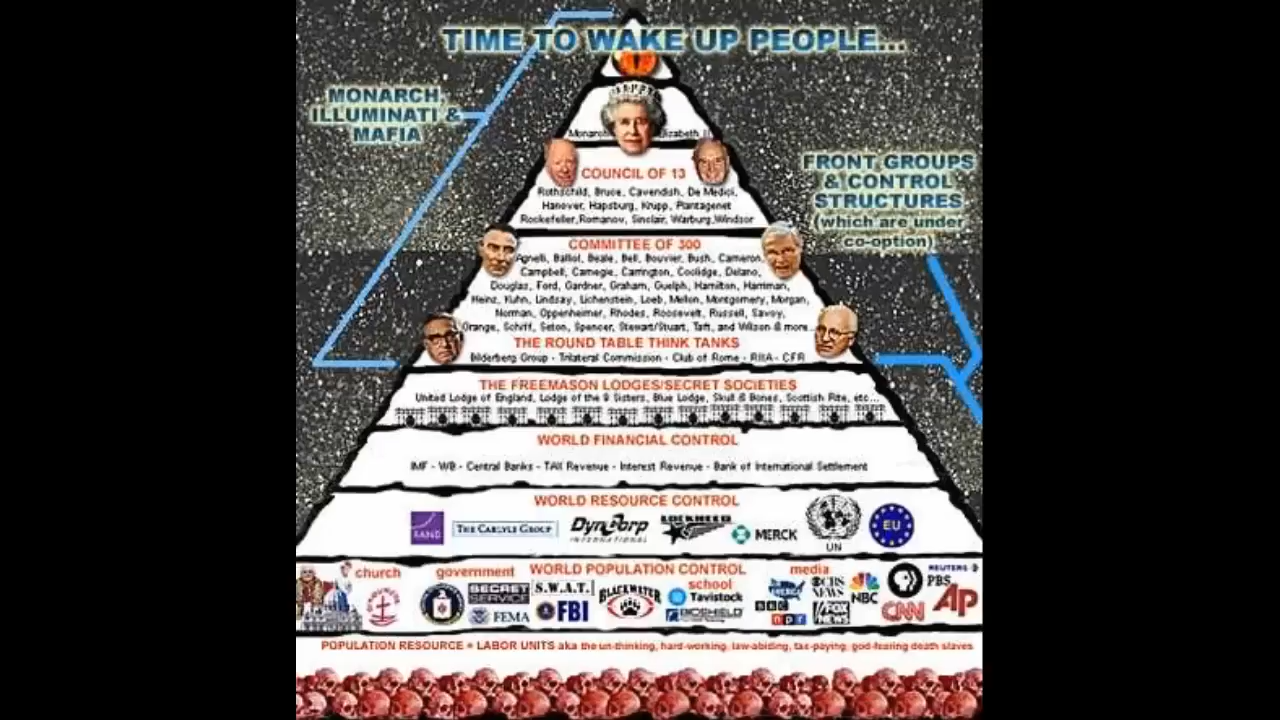 TIME TO WAKE UP PEOPLE...
MONARCH,
ILLUMINATI &
MAFIA
Elizabeth II
FRONT GROUPS
& CONTROL
STRUCTURES
(which are under
co-option)
COUNCIL OF 13
Rothschild, Bruce, Cavendish, De Medici,
Hanover, Hapsburg, Krupp, Plantagenet
Rockefeller, Romanov, Sinclair, Warburg, Windsor
COMMITTEE OF 300
Agnelli, Balliol, Beale, Bell, Bouvier, Bush, Cameron,
Campbell, Carnegie, Carrington, Coolidge, Delano,
Douglas, Ford, Gardner, Graham, Guelph, Hamilton, Harriman,
Heinz, Kuhn, Lindsay, Lichenstein, Loeb, Mellon, Montgomery, Morgan,
Norman, Oppenheimer, Rhodes, Roosevelt, Russell, Savoy,
Orange, Schiff, Seton, Spencer, Stewart/Stuart, Taft, and Wilson & more...
THE ROUND TABLE THINK TANKS
Bilderberg Group - Trilateral Commission - Club of Rome - RIIA - CFR
THE FREEMASON LODGES/SECRET SOCIETIES
United Lodge of England, Lodge of the 9 Sisters, Blue Lodge, Skull & Bones, Scottish Rite, etc...
WORLD FINANCIAL CONTROL
IMF - WB - Central Banks - TAX Revenue - Interest Revenue - Bank of International Settlement
WORLD RESOURCE CONTROL
RAND THE CARLYLE GROUP DynCorp INTERNATIONAL LOCKHEED MERCK UN EU
WORLD POPULATION CONTROL
church government school media
SECRET SERVICE S.W.A.T. BLACKWATER Tavistock CBS NEWS NBC PBS REUTERS
FEMA FBI BIOSHIELD BBC npr FOX NEWS CNN AP
POPULATION RESOURCE = LABOR UNITS aka the un-thinking, hard-working, law-abiding, tax-paying, god-fearing death slaves